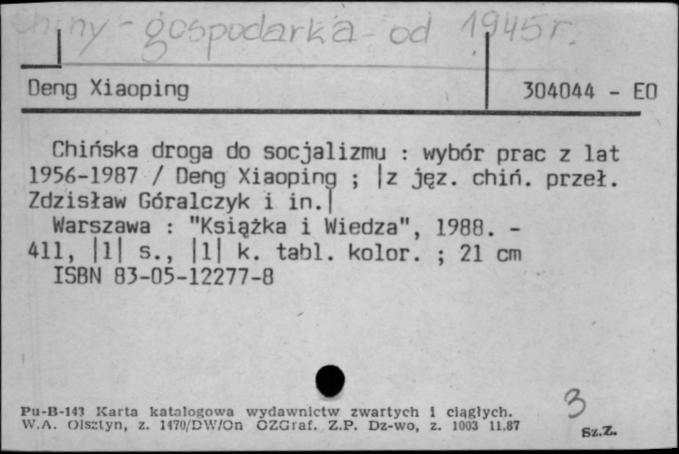 Chiny - gospodarka - od 1945 r.
Deng Xiaoping 304044 - EO
Chińska droga do socjalizmu : wybór prac z lat
1956-1987 / Deng Xiaoping ; |z jęz. chiń. przeł.
Zdzisław Góralczyk i in.|
Warszawa : "Książka i Wiedza", 1988. -
411, |1| s., |1| k. tabl. kolor. ; 21 cm
ISBN 83-05-12277-8
3
Pu-B-143 Karta katalogowa wydawnictw zwartych i ciągłych.
W.A. Olsztyn, z. 1470/DW/On OZGraf. Z.P. Dz-wo, z. 1003 11.87
Sz.Z.